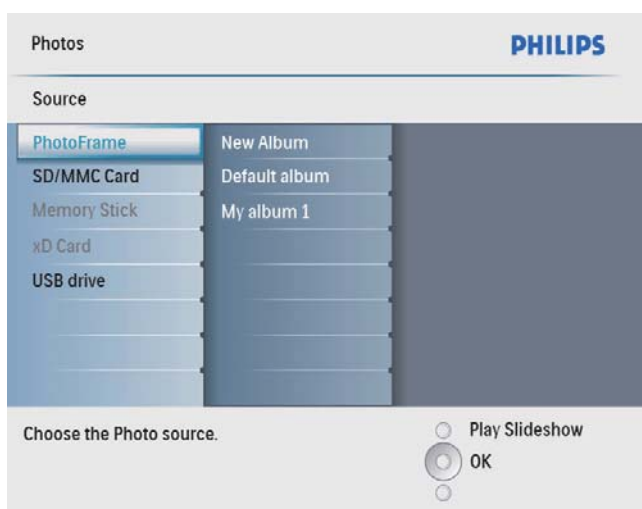 Photos
PHILIPS
Source
PhotoFrame
New Album
SD/MMC Card
Default album
Memory Stick
My album 1
xD Card
USB drive
Choose the Photo source.
Play Slideshow
OK